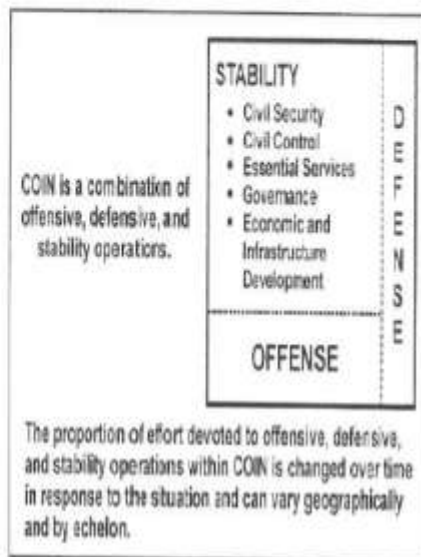 COIN is a combination of
offensive, defensive, and
stability operations.
STABILITY
• Civil Security
• Civil Control
• Essential Services
• Governance
• Economic and
Infrastructure
Development
DEFENSE
OFFENSE
The proportion of effort devoted to offensive, defensive,
and stability operations within COIN is changed over time
in response to the situation and can vary geographically
and by echelon.